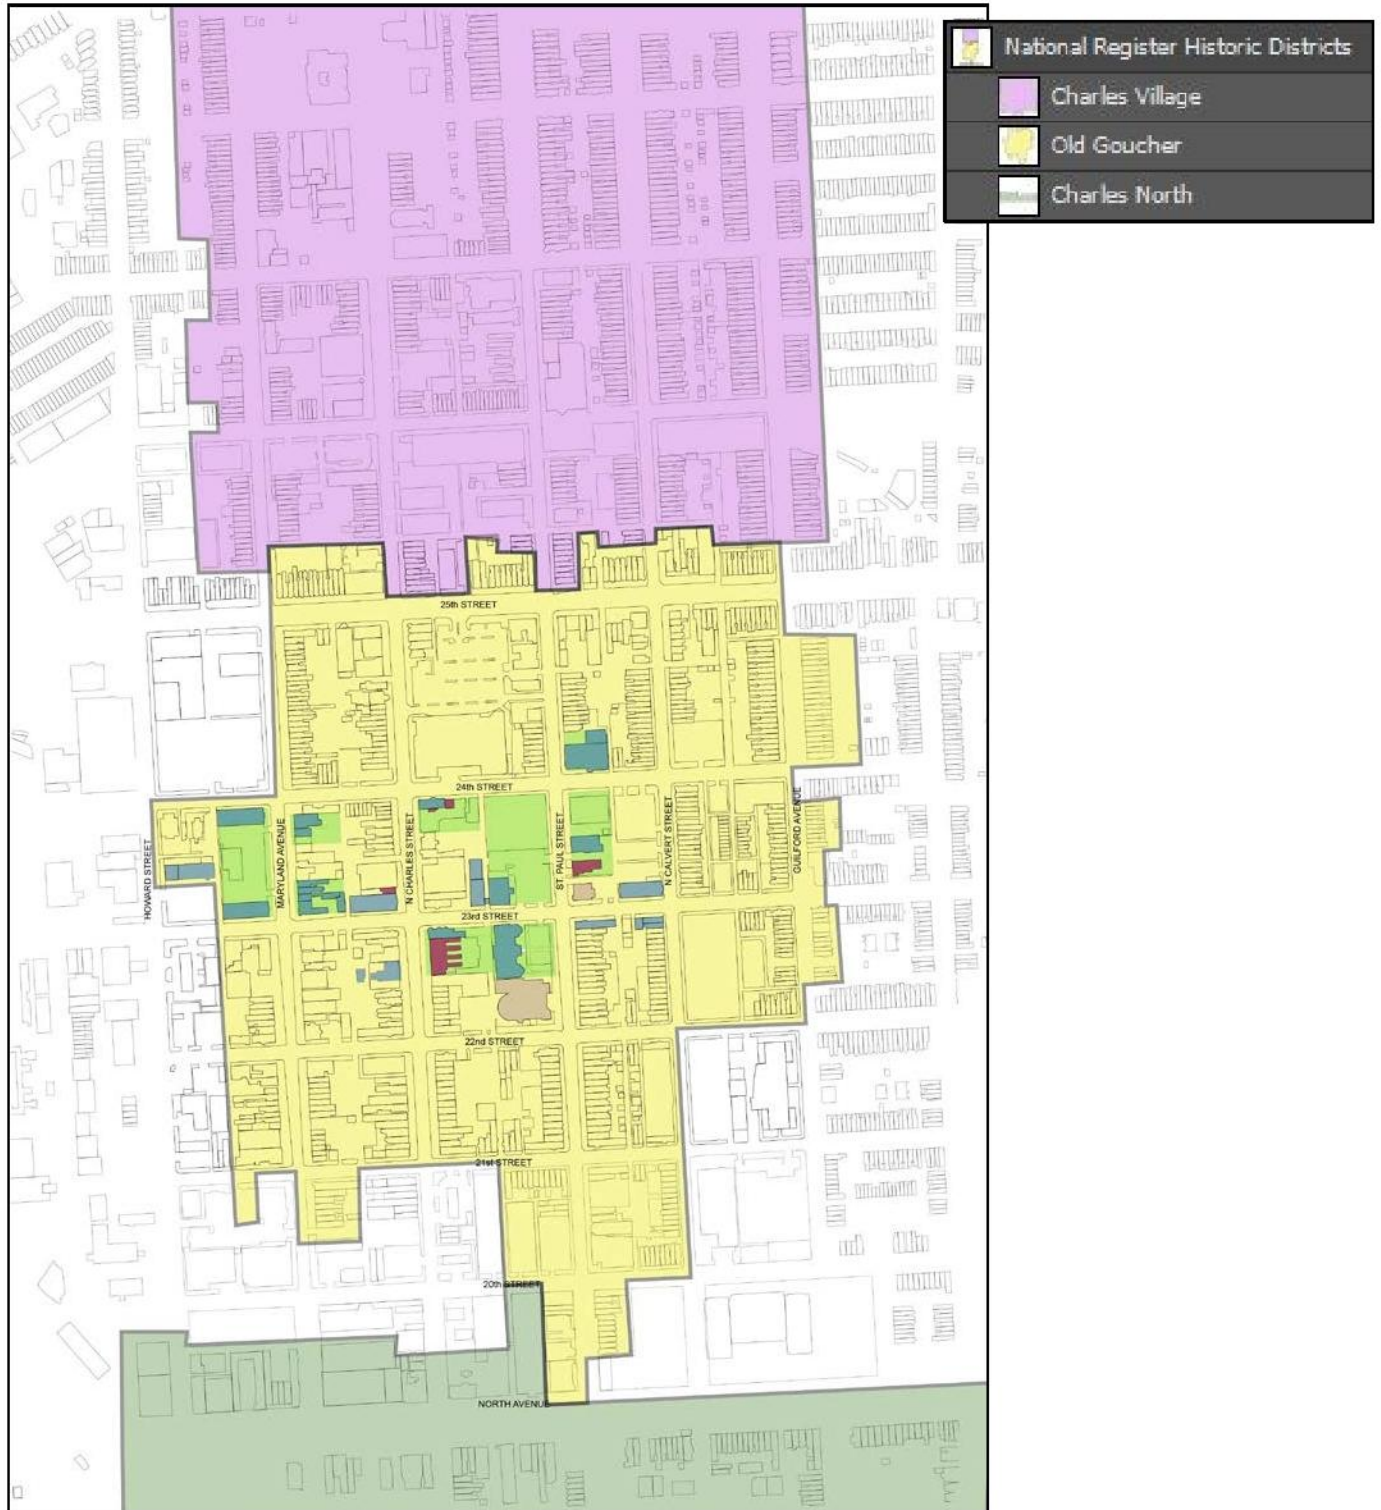 National Register Historic Districts
Charles Village
Old Goucher
Charles North
25th STREET
24th STREET
HOWARD STREET
MARYLAND AVENUE
N CHARLES STREET
ST. PAUL STREET
N CALVERT STREET
GUILFORD AVENUE
23rd STREET
22nd STREET
21st STREET
20th STREET
NORTH AVENUE